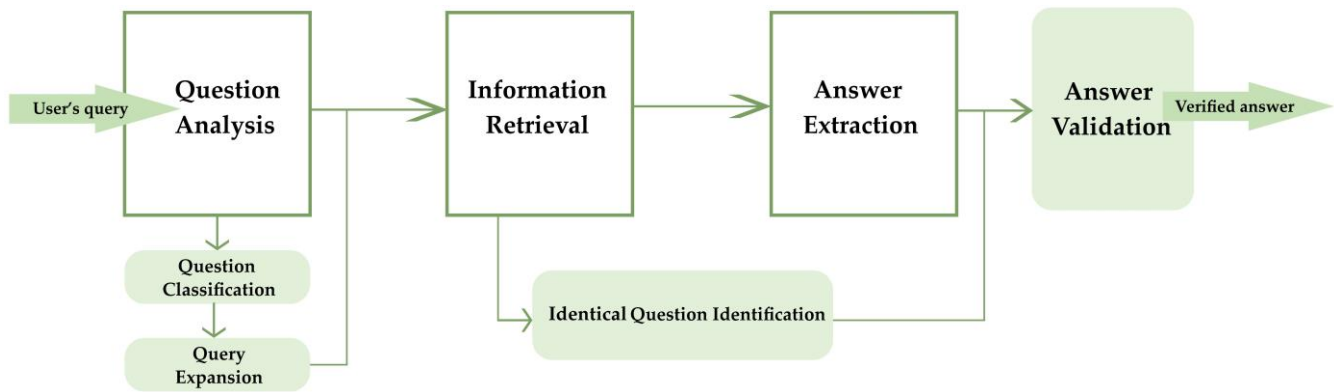 User's query
Question
Analysis
Information
Retrieval
Answer
Extraction
Answer
Validation
Verified answer
Question
Classification
Query
Expansion
Identical Question Identification